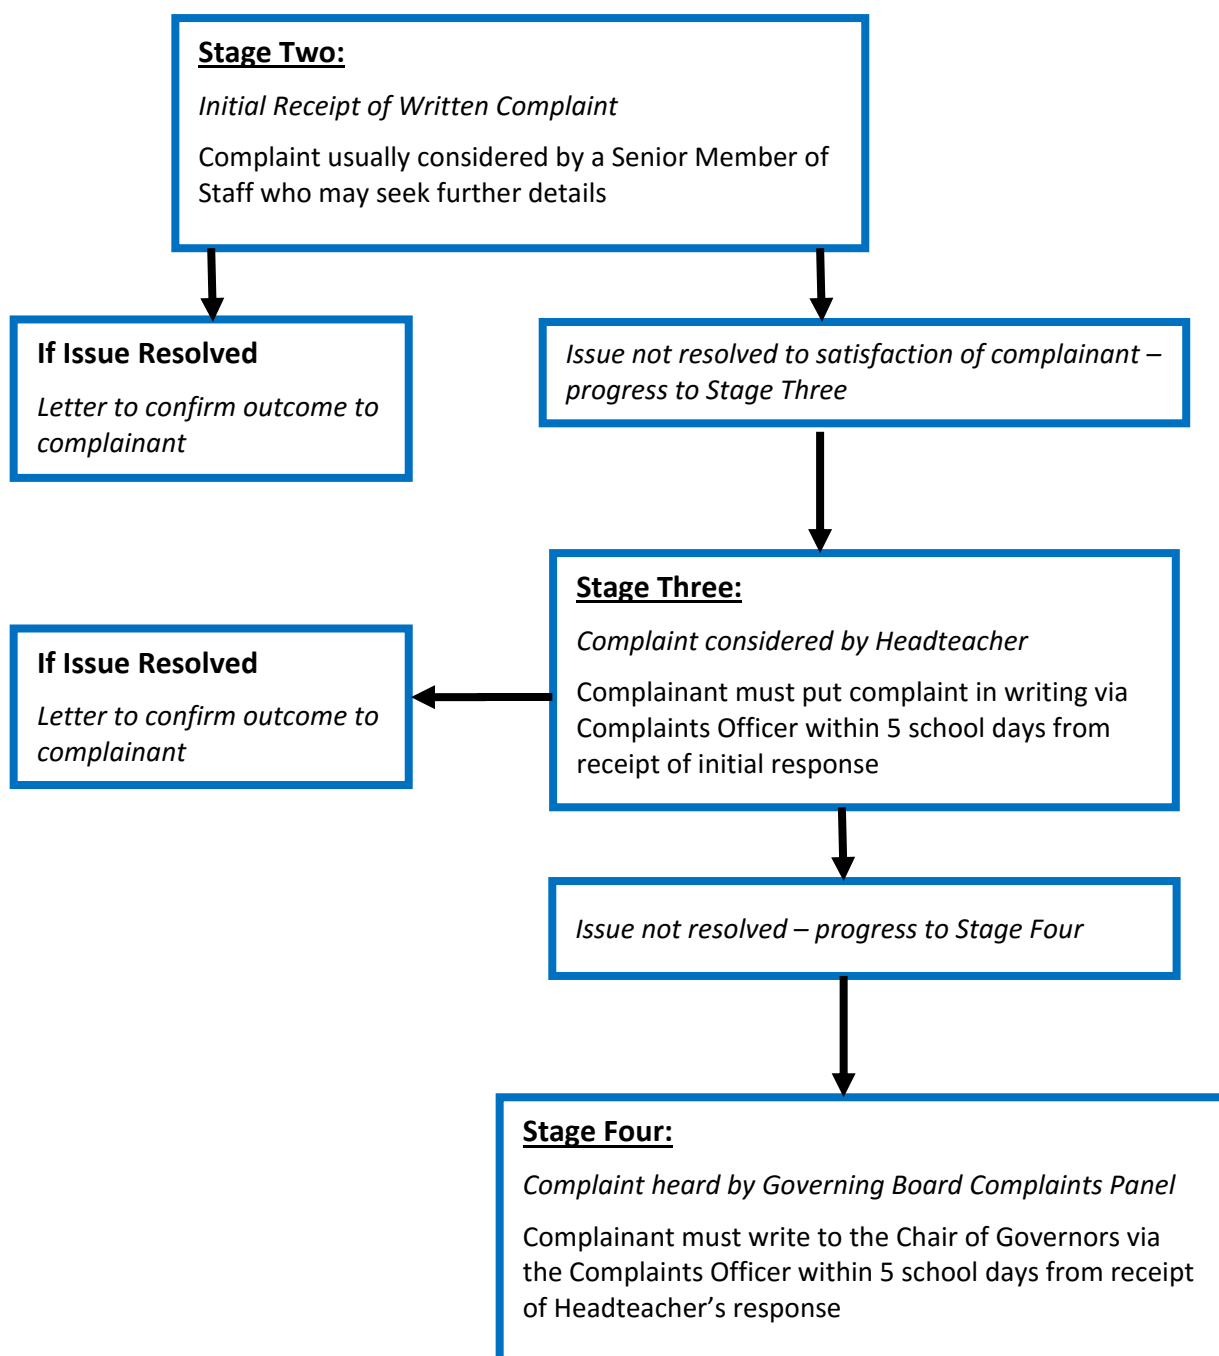 Stage Two:
Initial Receipt of Written Complaint
Complaint usually considered by a Senior Member of
Staff who may seek further details
If Issue Resolved
Letter to confirm outcome to
complainant
Issue not resolved to satisfaction of complainant –
progress to Stage Three
Stage Three:
Complaint considered by Headteacher
Complainant must put complaint in writing via
Complaints Officer within 5 school days from
receipt of initial response
If Issue Resolved
Letter to confirm outcome to
complainant
Issue not resolved – progress to Stage Four
Stage Four:
Complaint heard by Governing Board Complaints Panel
Complainant must write to the Chair of Governors via
the Complaints Officer within 5 school days from receipt
of Headteacher’s response